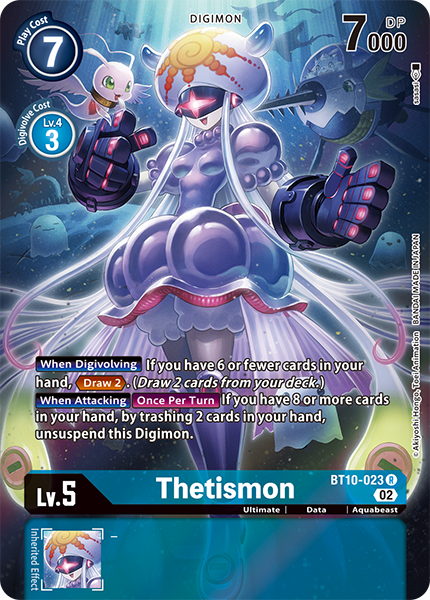 Play Cost
7
DIGIMON
DP
7000
Digivolve Cost
Lv.4
3
sasasi
© Akiyoshi Hongo, Toei Animation BANDAI MADE IN JAPAN
When Digivolving If you have 6 or fewer cards in your
hand, Draw 2. (Draw 2 cards from your deck.)
When Attacking Once Per Turn If you have 8 or more cards
in your hand, by trashing 2 cards in your hand,
unsuspend this Digimon.
Lv.5
Thetismon
BT10-023 R
02
Ultimate | Data | Aquabeast
Inherited Effect
-